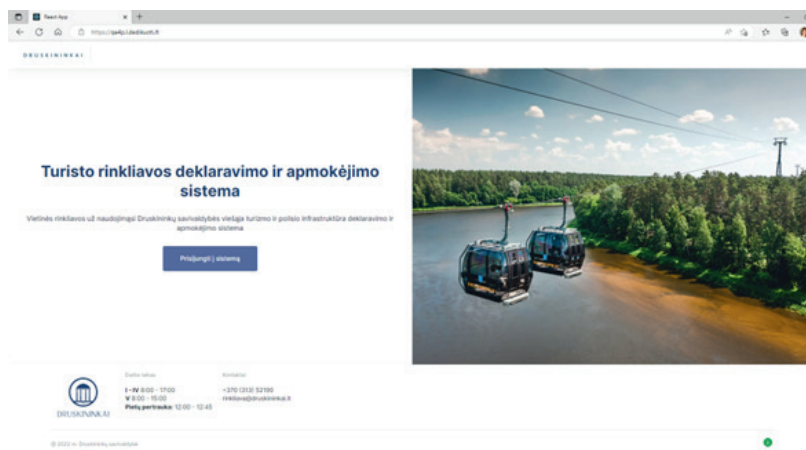 React App
DRUSKININKAI
Turisto rinkliavos deklaravimo ir apmokėjimo
sistema
Vietinės rinkliavos už naudojimąsi Druskininkų savivaldybės viešąja turizmo ir poilsio infrastruktūra deklaravimo ir
apmokėjimo sistema
Prisijungti į sistemą
Darbo laikas
Kontaktai
I - IV 8:00 - 17:00
+370 (313) 52190
V 8:00 - 15:00
rinkliava@druskininkai.lt
Pietų pertrauka: 12:00 - 12:45
DRUSKININKAI
Druskininkų savivaldybė